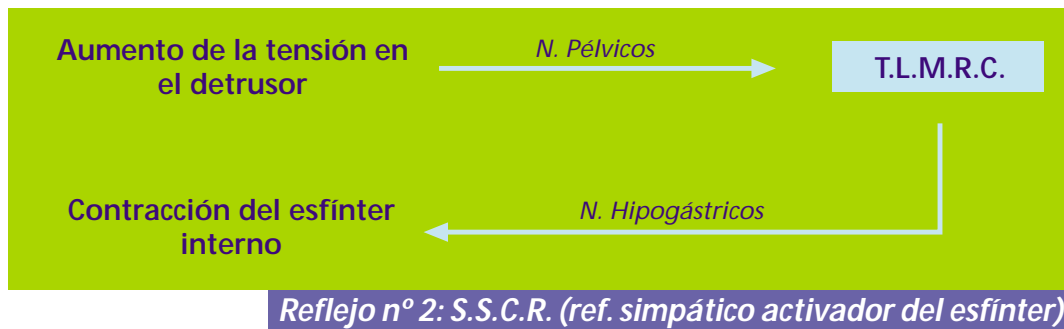 Aumento de la tensión en
el detrusor
N. Pélvicos
T.L.M.R.C.
Contracción del esfínter
interno
N. Hipogástricos
Reflejo nº 2: S.S.C.R. (ref. simpático activador del esfínter)